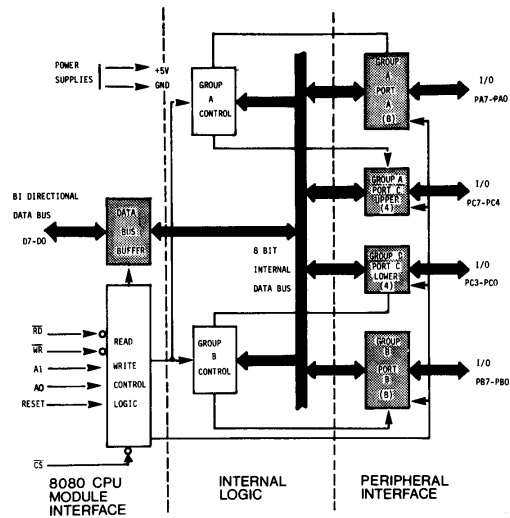 POWER
SUPPLIES
+5V
GND
GROUP
A
CONTROL
GROUP
A
PORT
A
(8)
I/O
PA7-PA0
BI DIRECTIONAL
DATA BUS
D7-D0
DATA
BUS
BUFFER
GROUP A
PORT C
UPPER
(4)
I/O
PC7-PC4
8 BIT
INTERNAL
DATA BUS
GROUP C
PORT C
LOWER
(4)
I/O
PC3-PC0
RD
WR
A1
A0
RESET
CS
READ
WRITE
CONTROL
LOGIC
GROUP
B
CONTROL
GROUP
B
PORT
B
(8)
I/O
PB7-PB0
8080 CPU
MODULE
INTERFACE
INTERNAL
LOGIC
PERIPHERAL
INTERFACE